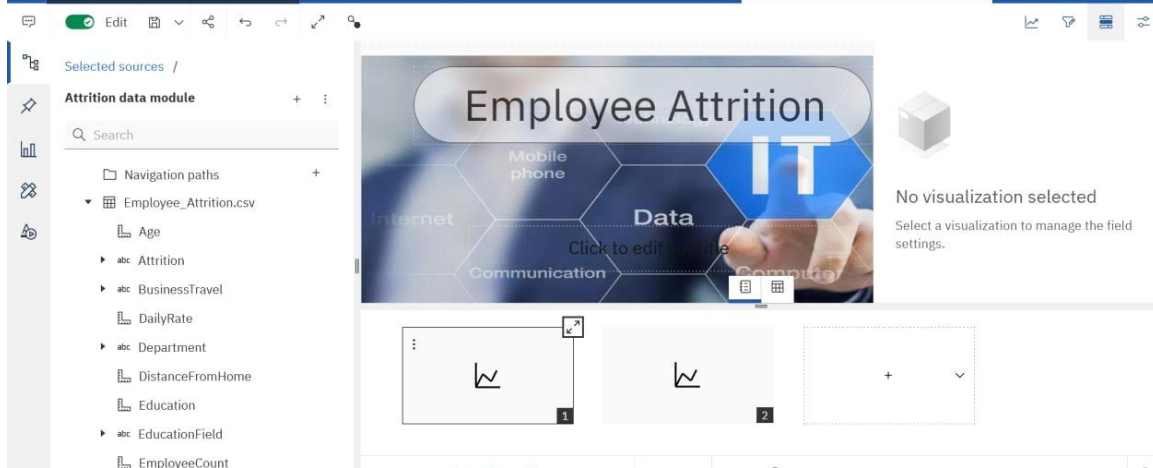 Edit
Selected sources /
Attrition data module
Search
Navigation paths
Employee_Attrition.csv
Age
abc Attrition
abc BusinessTravel
DailyRate
abc Department
DistanceFromHome
Education
abc EducationField
EmployeeCount
Employee Attrition
IT
Mobile
phone
Internet
Data
Click to edit
Communication
Computer
No visualization selected
Select a visualization to manage the field
settings.
1
2